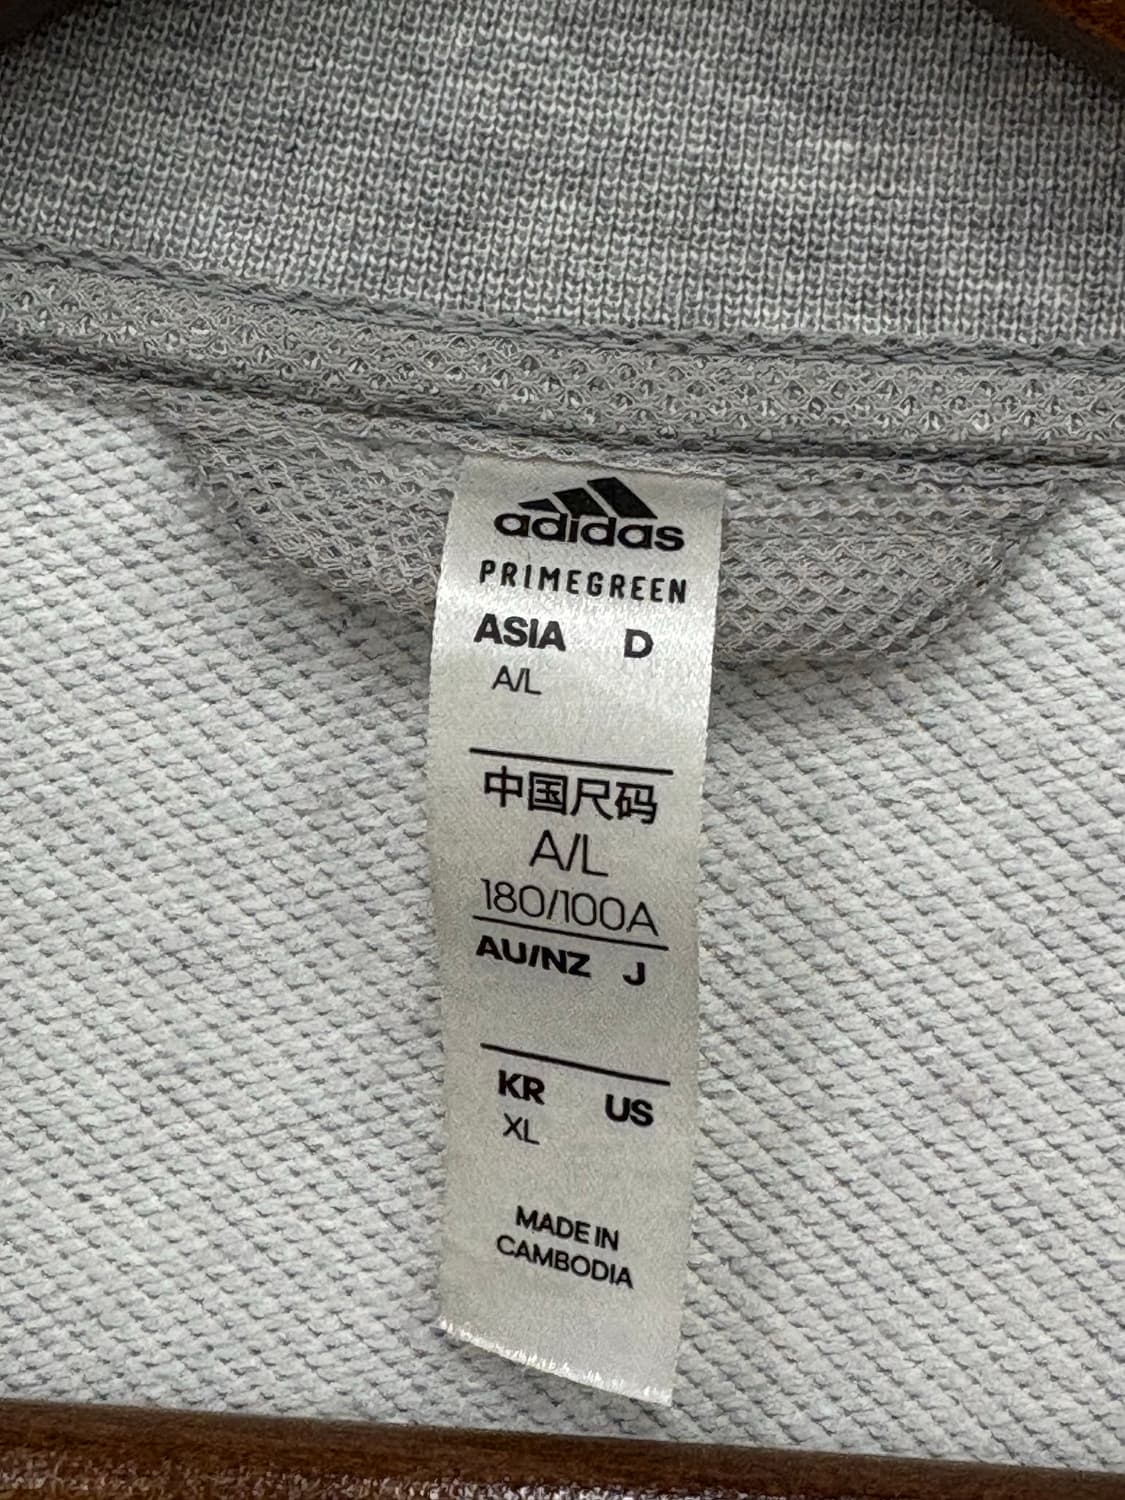 adidas
PRIMEGREEN
ASIA D
A/L
中国尺码
A/L
180/100A
AU/NZ J
KR US
XL
MADE IN
CAMBODIA